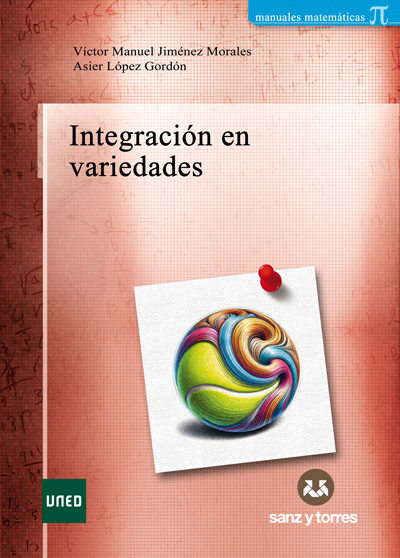 manuales matemáticas π
Víctor Manuel Jiménez Morales
Asier López Gordón
Integración en
variedades
UNED
sanz y torres